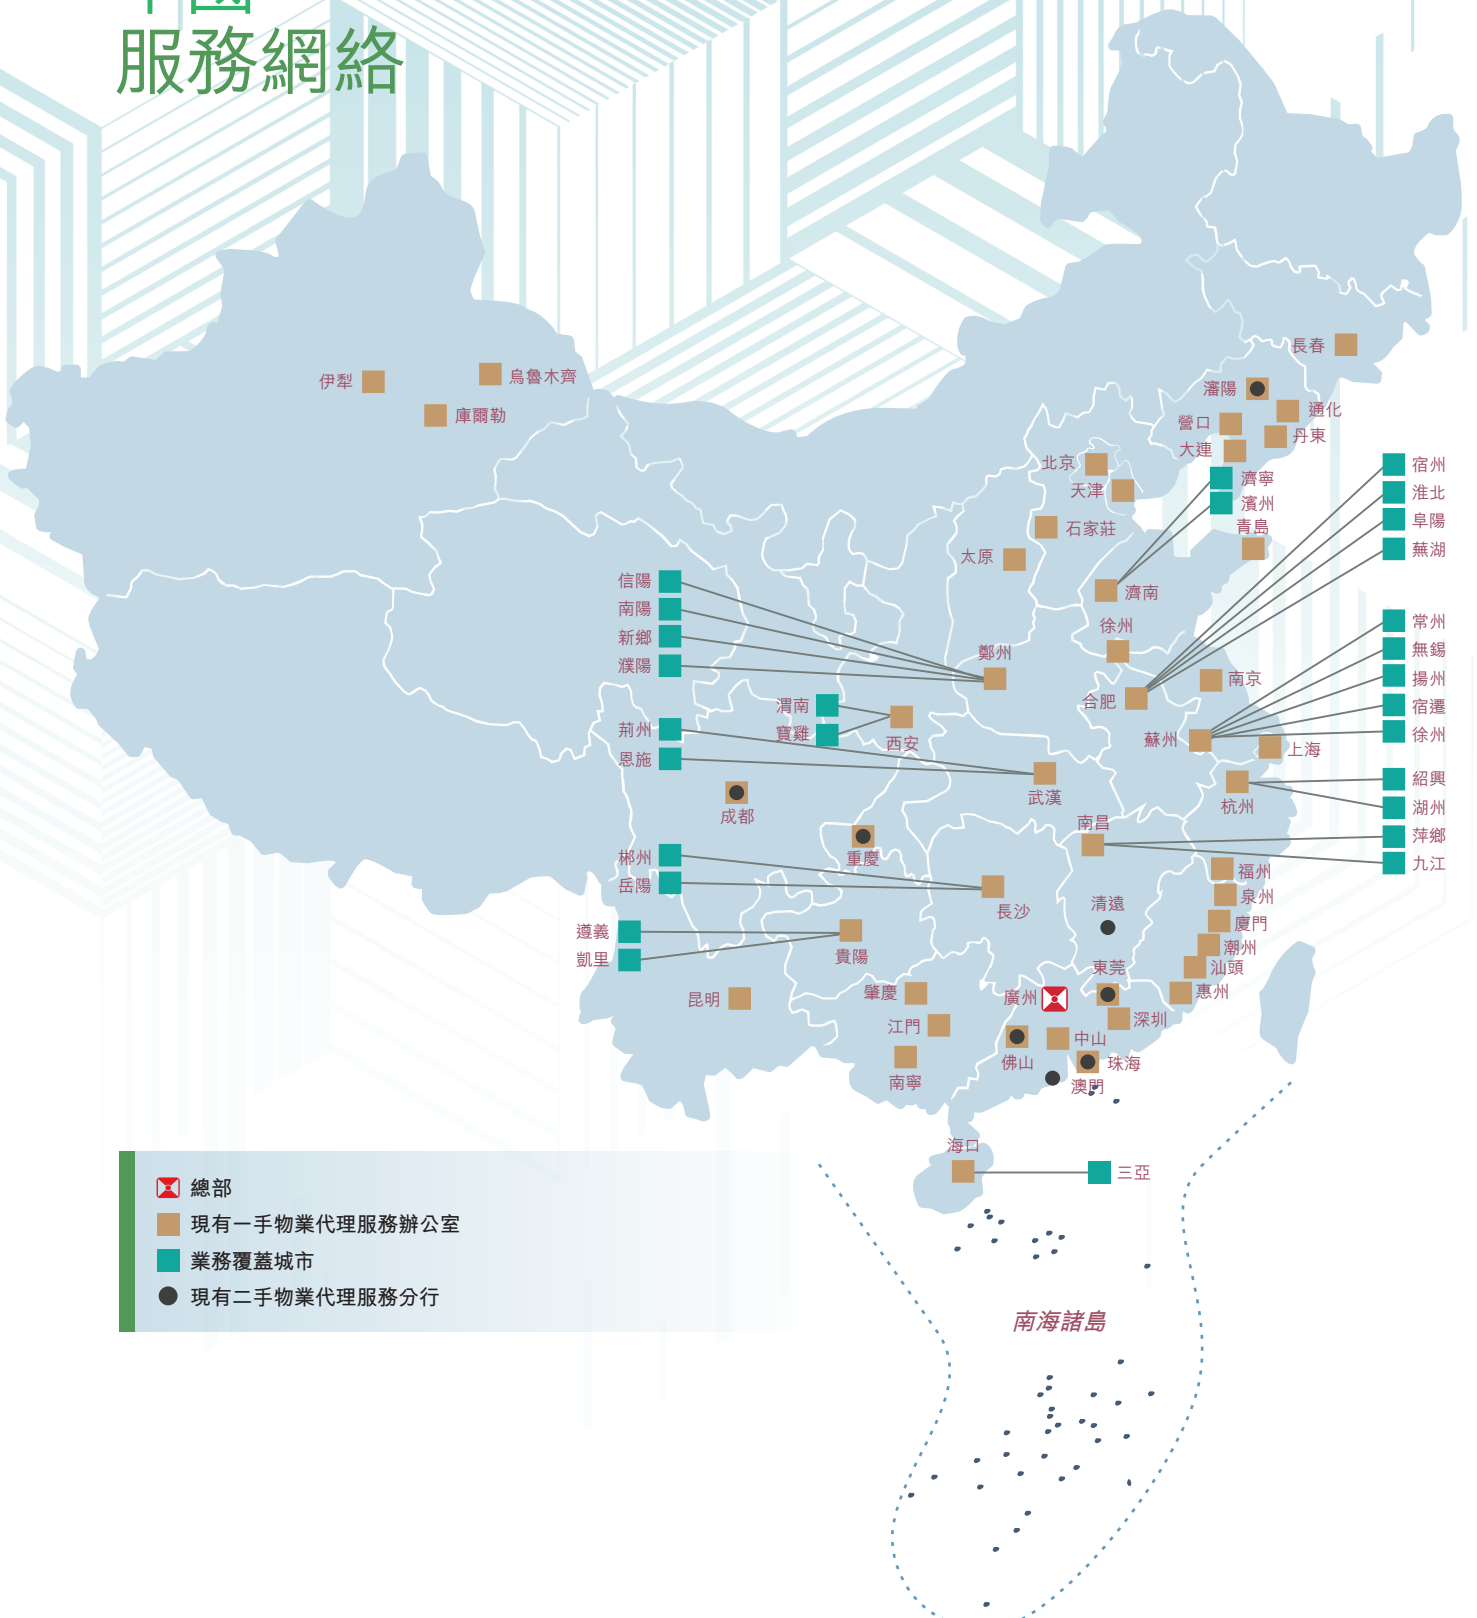 中國
服務網絡
長春
伊犁
烏魯木齊
庫爾勒
瀋陽
通化
營口
丹東
大連
北京
天津
濟寧
濱州
宿州
淮北
阜陽
蕪湖
石家莊
青島
太原
濟南
徐州
信陽
南陽
新鄉
濮陽
鄭州
南京
合肥
常州
無錫
揚州
宿遷
徐州
渭南
寶雞
西安
蘇州
上海
荊州
恩施
武漢
杭州
紹興
湖州
成都
南昌
萍鄉
九江
重慶
郴州
岳陽
長沙
福州
泉州
清遠
廈門
遵義
凱里
貴陽
潮州
東莞
汕頭
昆明
肇慶
廣州
惠州
江門
深圳
中山
佛山
珠海
南寧
澳門
海口
三亞
總部
現有一手物業代理服務辦公室
業務覆蓋城市
現有二手物業代理服務分行
南海諸島